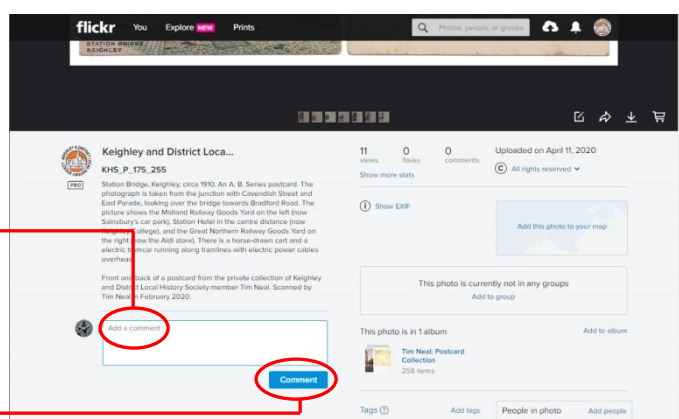 flickr You Explore NEW Prints Photos, people, or groups
STATION BRIDGE
KEIGHLEY
Keighley and District Loca...
KHS_P_175_255
PRO
Station Bridge, Keighley, circa 1910. An A. B. Series postcard. The
photograph is taken from the junction with Cavendish Street and
East Parade, looking over the bridge towards Bradford Road. The
picture shows the Midland Railway Goods Yard on the left (now
Sainsbury's car park), Station Hotel in the centre distance (now
Keighley College), and the Great Northern Railway Goods Yard on
the right (now the Aldi store). There is a horse-drawn cart and a
electric tramcar running along tramlines with electric power cables
overhead.
Front and back of a postcard from the private collection of Keighley
and District Local History Society member Tim Neal. Scanned by
Tim Neal in February 2020.
Add a comment
Comment
11 0 0
views faves comments
Show more stats
Uploaded on April 11, 2020
All rights reserved
Show EXIF
Add this photo to your map
This photo is currently not in any groups
Add to group
This photo is in 1 album Add to album
Tim Neal: Postcard
Collection
258 items
Tags Add tags
People in photo Add people